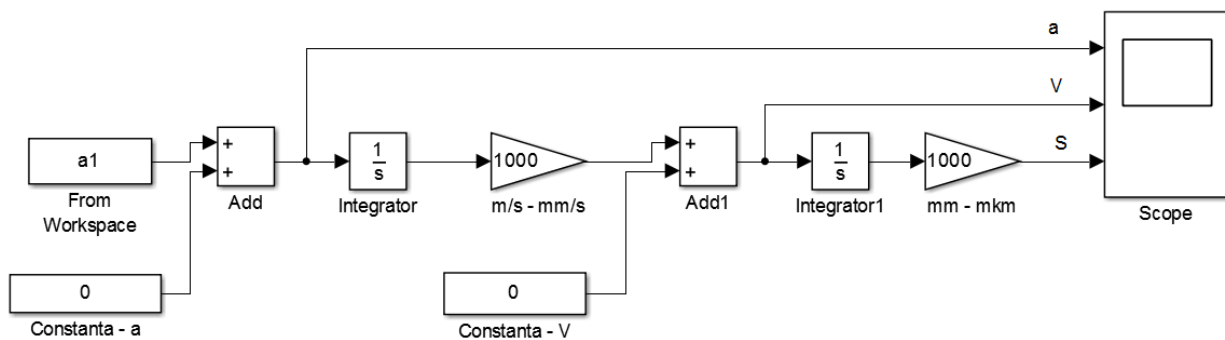 a
V
S
a1
From
Workspace
+
+
Add
1
s
Integrator
1000
m/s - mm/s
+
+
Add1
1
s
Integrator1
1000
mm - mkm
Scope
0
Constanta - a
0
Constanta - V